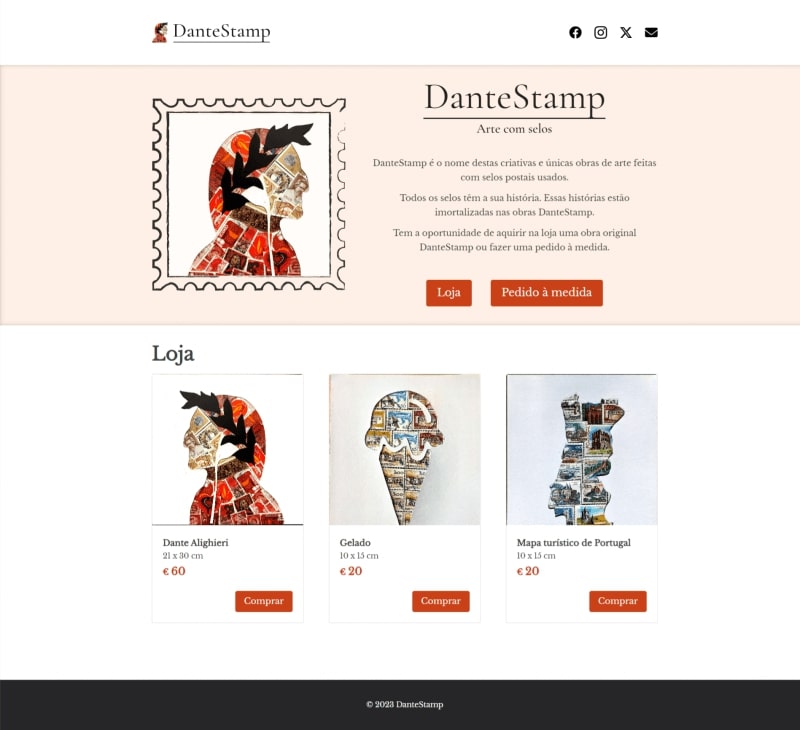 DanteStamp
DanteStamp
Arte com selos
DanteStamp é o nome destas criativas e únicas obras de arte feitas
com selos postais usados.
Todos os selos têm a sua história. Essas histórias estão
imortalizadas nas obras DanteStamp.
Tem a oportunidade de aquirir na loja uma obra original
DanteStamp ou fazer uma pedido à medida.
Loja
Pedido à medida
Loja
Dante Alighieri
21 x 30 cm
€ 60
Comprar
Gelado
10 x 15 cm
€ 20
Comprar
Mapa turístico de Portugal
10 x 15 cm
€ 20
Comprar
© 2023 DanteStamp